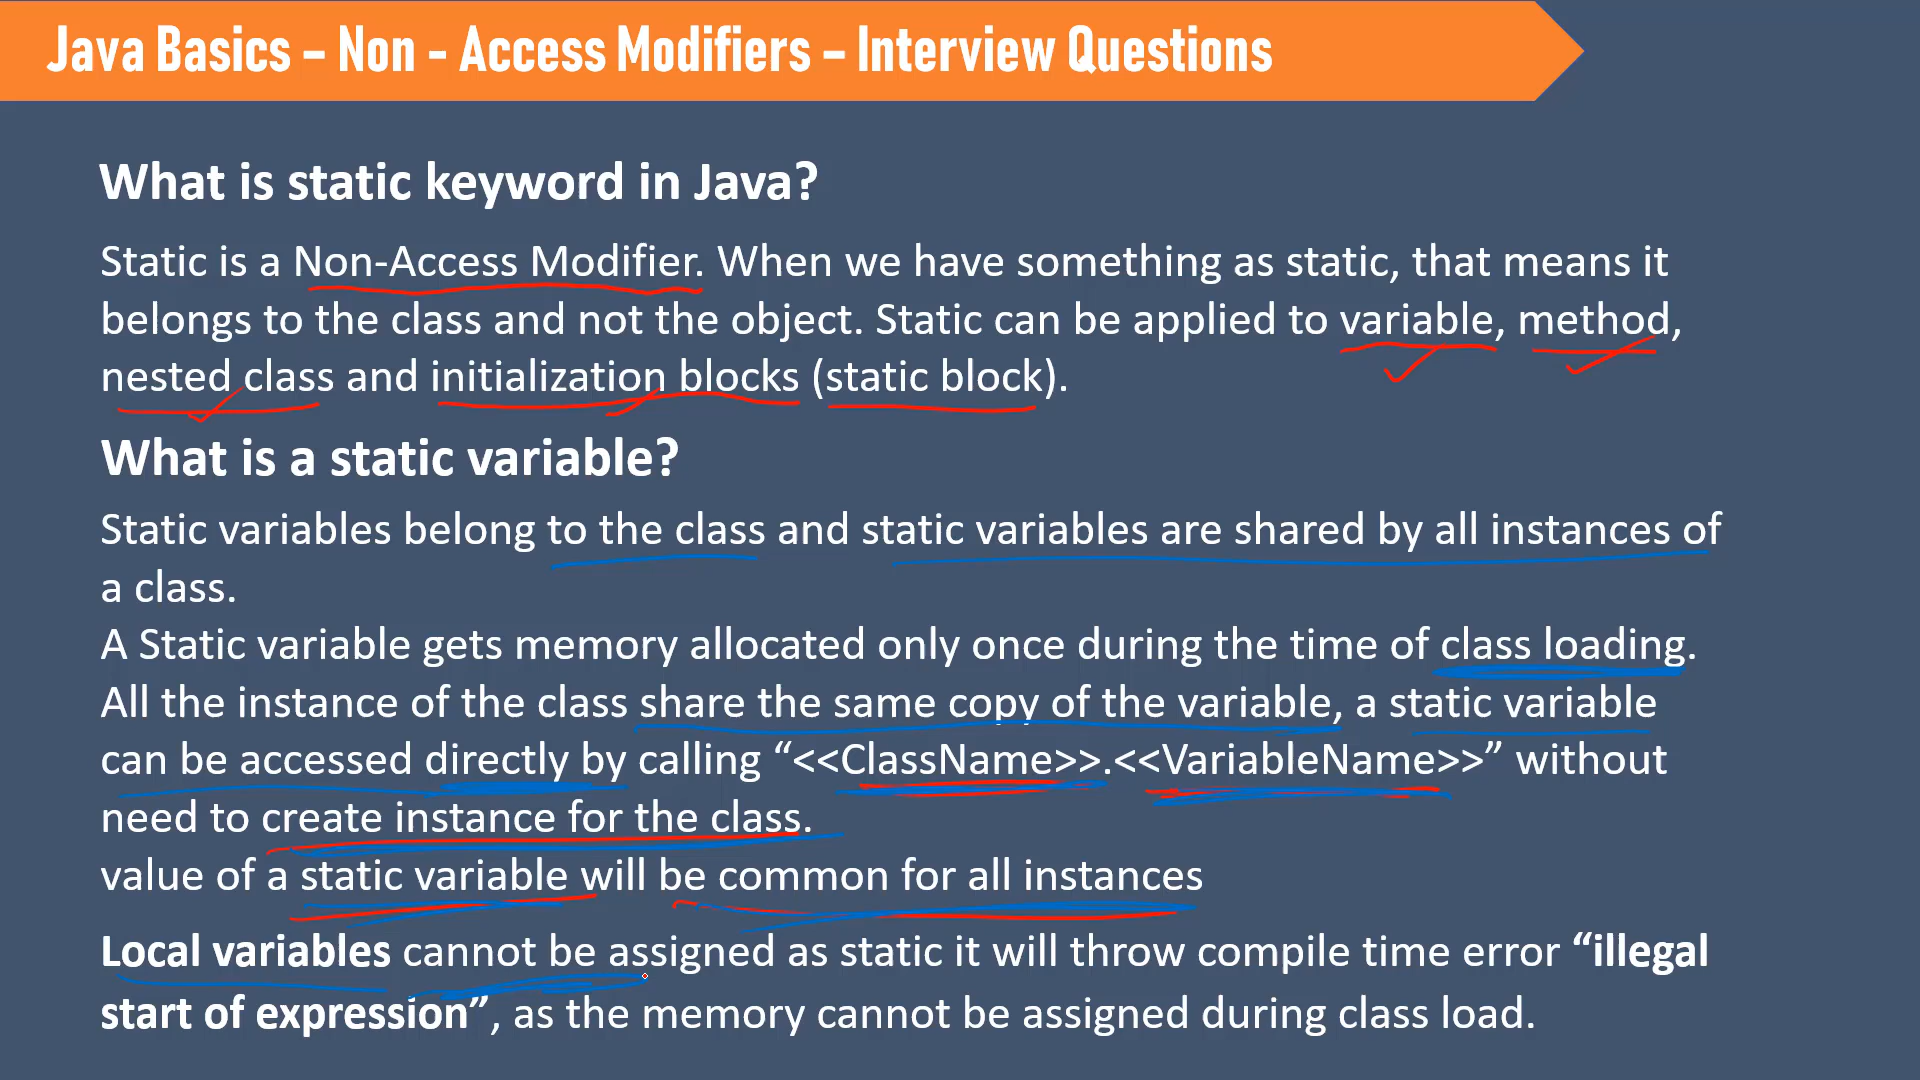 Java Basics – Non - Access Modifiers – Interview Questions
What is static keyword in Java?
Static is a Non-Access Modifier. When we have something as static, that means it
belongs to the class and not the object. Static can be applied to variable, method,
nested class and initialization blocks (static block).
What is a static variable?
Static variables belong to the class and static variables are shared by all instances of
a class.
A Static variable gets memory allocated only once during the time of class loading.
All the instance of the class share the same copy of the variable, a static variable
can be accessed directly by calling “<<ClassName>>.<<VariableName>>” without
need to create instance for the class.
value of a static variable will be common for all instances
Local variables cannot be assigned as static it will throw compile time error “illegal
start of expression”, as the memory cannot be assigned during class load.